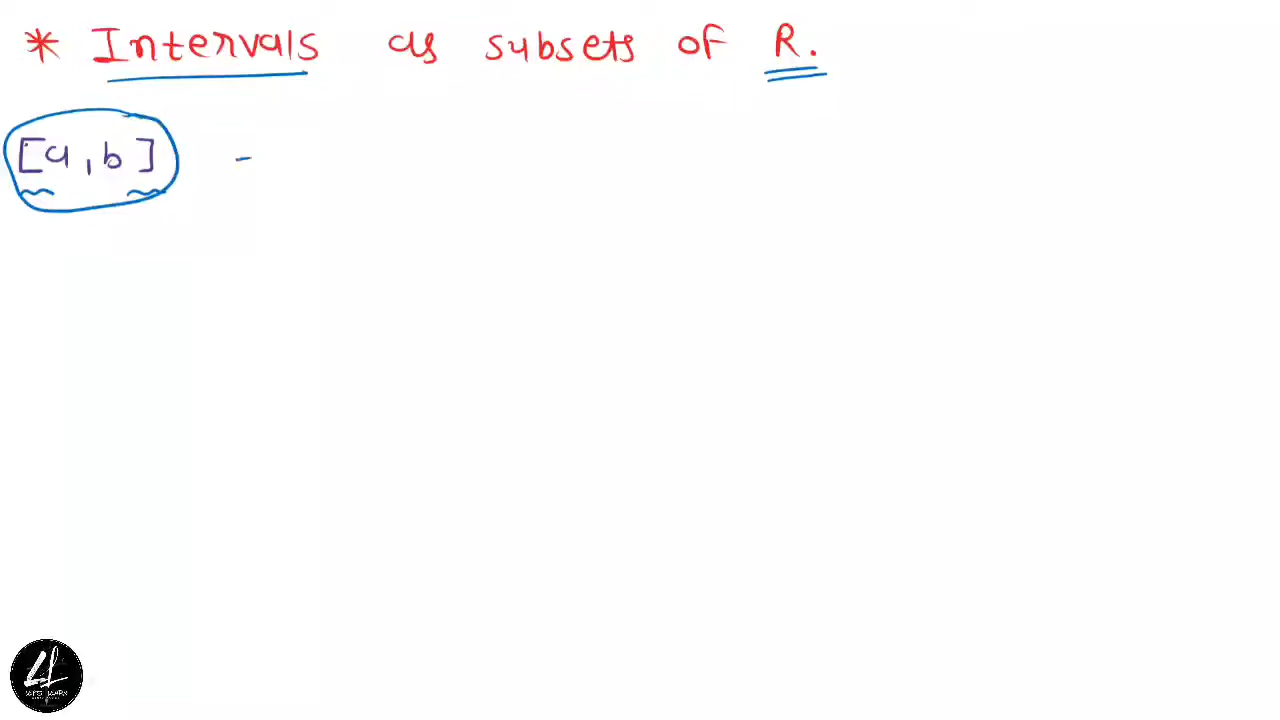 * Intervals as subsets of R.
[a, b] -